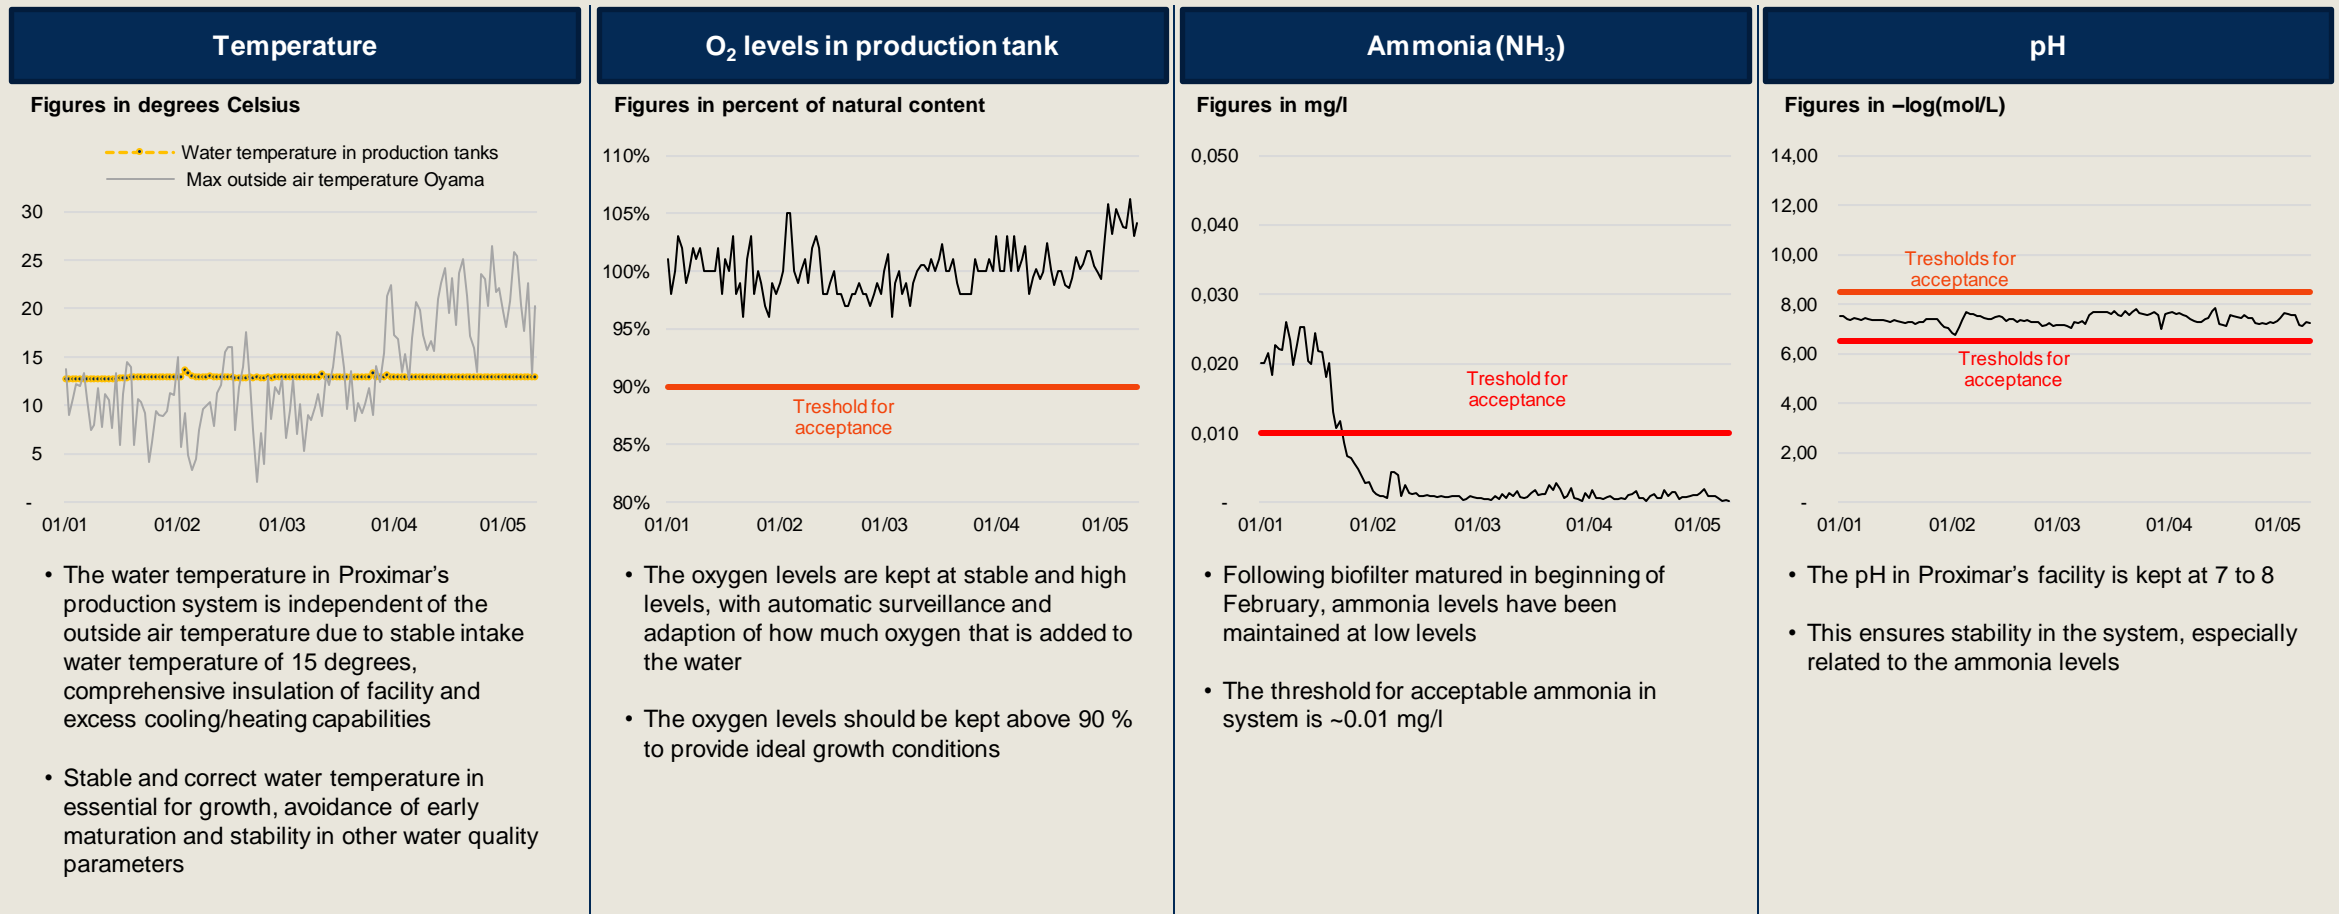 Temperature
Figures in degrees Celsius
Water temperature in production tanks
Max outside air temperature Oyama
30
25
20
15
10
5
-
01/01 01/02 01/03 01/04 01/05
• The water temperature in Proximar’s
production system is independent of the
outside air temperature due to stable intake
water temperature of 15 degrees,
comprehensive insulation of facility and
excess cooling/heating capabilities
• Stable and correct water temperature in
essential for growth, avoidance of early
maturation and stability in other water quality
parameters
O₂ levels in production tank
Figures in percent of natural content
110%
105%
100%
95%
90%
Treshold for
acceptance
85%
80%
01/01 01/02 01/03 01/04 01/05
• The oxygen levels are kept at stable and high
levels, with automatic surveillance and
adaption of how much oxygen that is added to
the water
• The oxygen levels should be kept above 90 %
to provide ideal growth conditions
Ammonia (NH₃)
Figures in mg/l
0,050
0,040
0,030
0,020
Treshold for
acceptance
0,010
-
01/01 01/02 01/03 01/04 01/05
• Following biofilter matured in beginning of
February, ammonia levels have been
maintained at low levels
• The threshold for acceptable ammonia in
system is ~0.01 mg/l
pH
Figures in –log(mol/L)
14,00
12,00
10,00
Tresholds for
acceptance
8,00
6,00
Tresholds for
acceptance
4,00
2,00
-
01/01 01/02 01/03 01/04 01/05
• The pH in Proximar’s facility is kept at 7 to 8
• This ensures stability in the system, especially
related to the ammonia levels